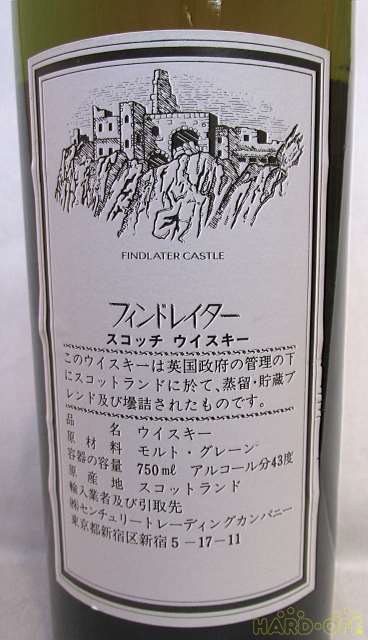 FINDLATER CASTLE
フィンドレイター
スコッチ ウイスキー
このウイスキーは英国政府の管理の下
にスコットランドに於て、蒸留・貯蔵ブ
レンド及び壜詰されたものです。
品名 ウイスキー
原材料 モルト・グレーン
容器の容量 750㎖ アルコール分43度
原産地 スコットランド
輸入業者及び引取先
㈱センチュリートレーディングカンパニー
東京都新宿区新宿5-17-11
HARD-OFF